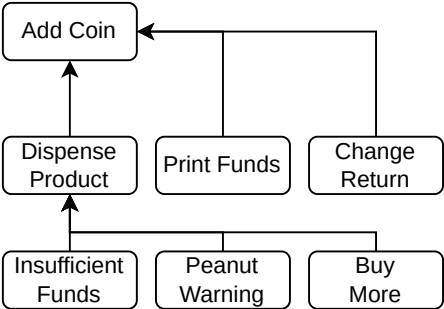 Add Coin
Dispense
Product
Print Funds
Change
Return
Insufficient
Funds
Peanut
Warning
Buy
More